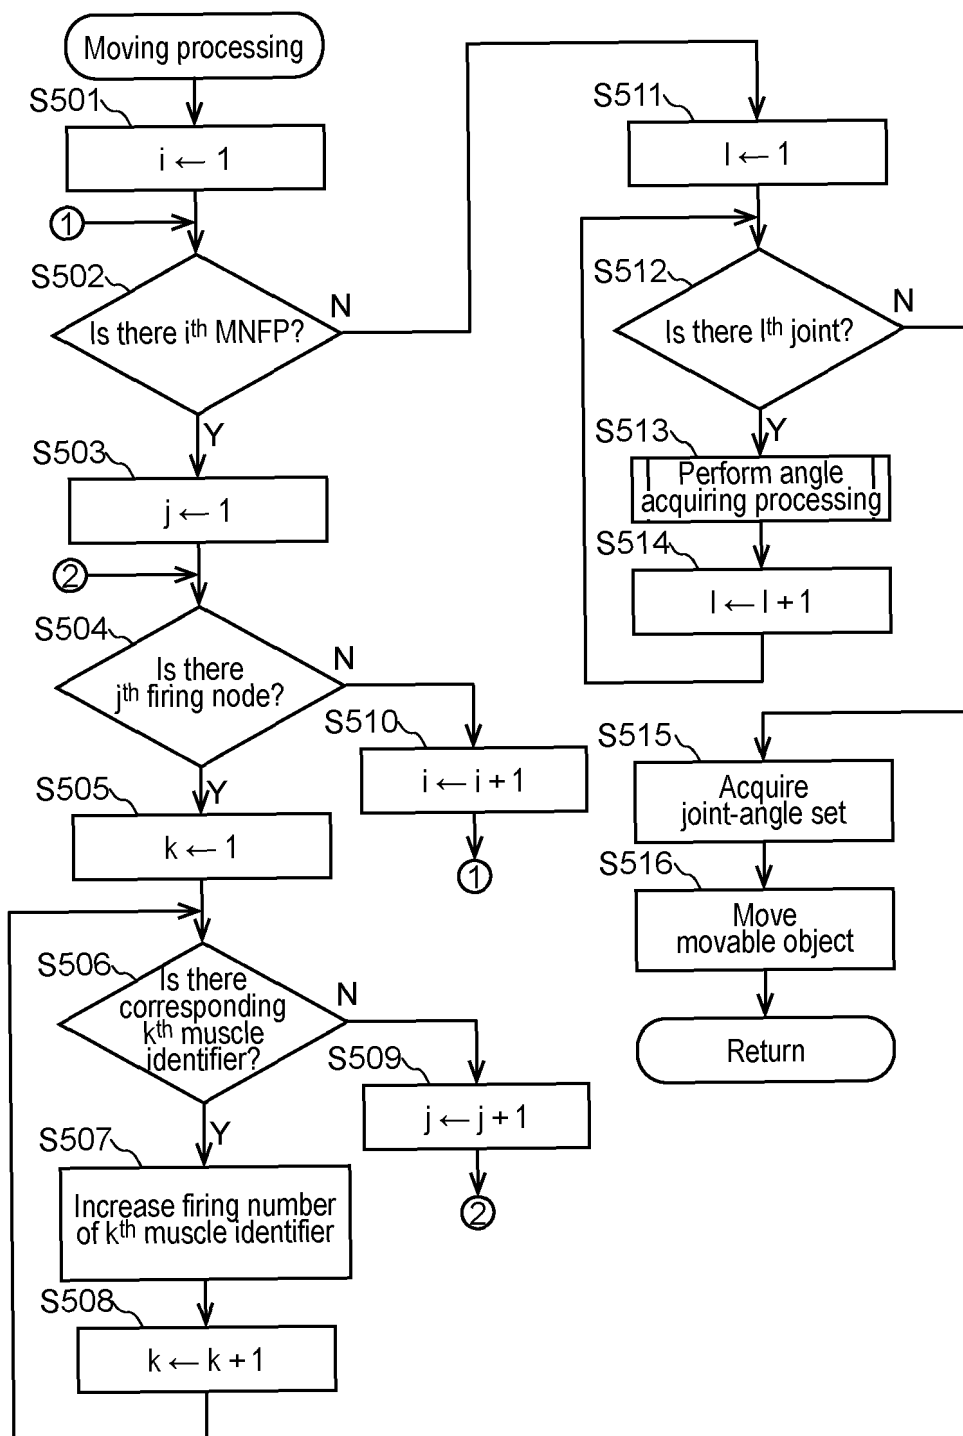 Moving processing
S501
i ← 1
1
S502
Is there iᵗʰ MNFP?
N
Y
S503
j ← 1
2
S504
Is there
jᵗʰ firing node?
N
Y
S510
i ← i + 1
1
S505
k ← 1
S506
Is there
corresponding
kᵗʰ muscle
identifier?
N
Y
S509
j ← j + 1
2
S507
Increase firing number
of kᵗʰ muscle identifier
S508
k ← k + 1
S511
l ← 1
S512
Is there lᵗʰ joint?
N
Y
S513
Perform angle
acquiring processing
S514
l ← l + 1
S515
Acquire
joint-angle set
S516
Move
movable object
Return